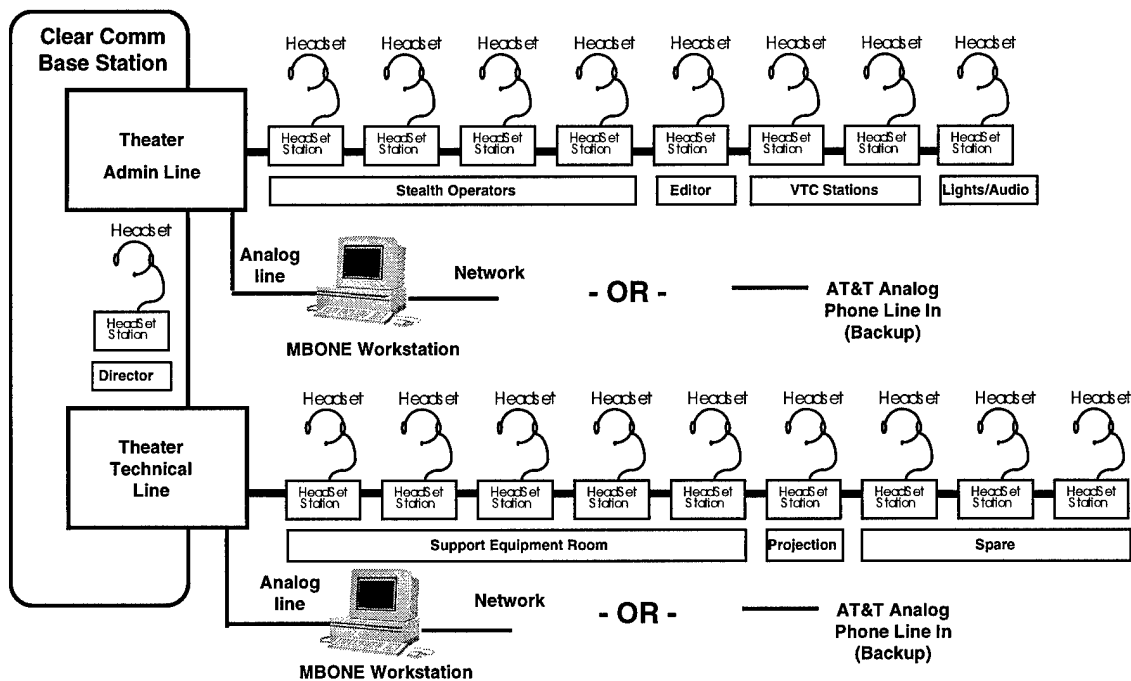 Clear Comm
Base Station
Headset Headset Headset Headset Headset Headset Headset Headset
Theater
Admin Line
HeadSet Station HeadSet Station HeadSet Station HeadSet Station HeadSet Station HeadSet Station HeadSet Station HeadSet Station
Stealth Operators
Editor
VTC Stations
Lights/Audio
Headset
HeadSet
Station
Director
Analog
line
Network
MBONE Workstation
- OR -
AT&T Analog
Phone Line In
(Backup)
Headset Headset Headset Headset Headset Headset Headset Headset Headset
Theater
Technical
Line
HeadSet Station HeadSet Station HeadSet Station HeadSet Station HeadSet Station HeadSet Station HeadSet Station HeadSet Station HeadSet Station
Support Equipment Room
Projection
Spare
Analog
line
Network
MBONE Workstation
- OR -
AT&T Analog
Phone Line In
(Backup)